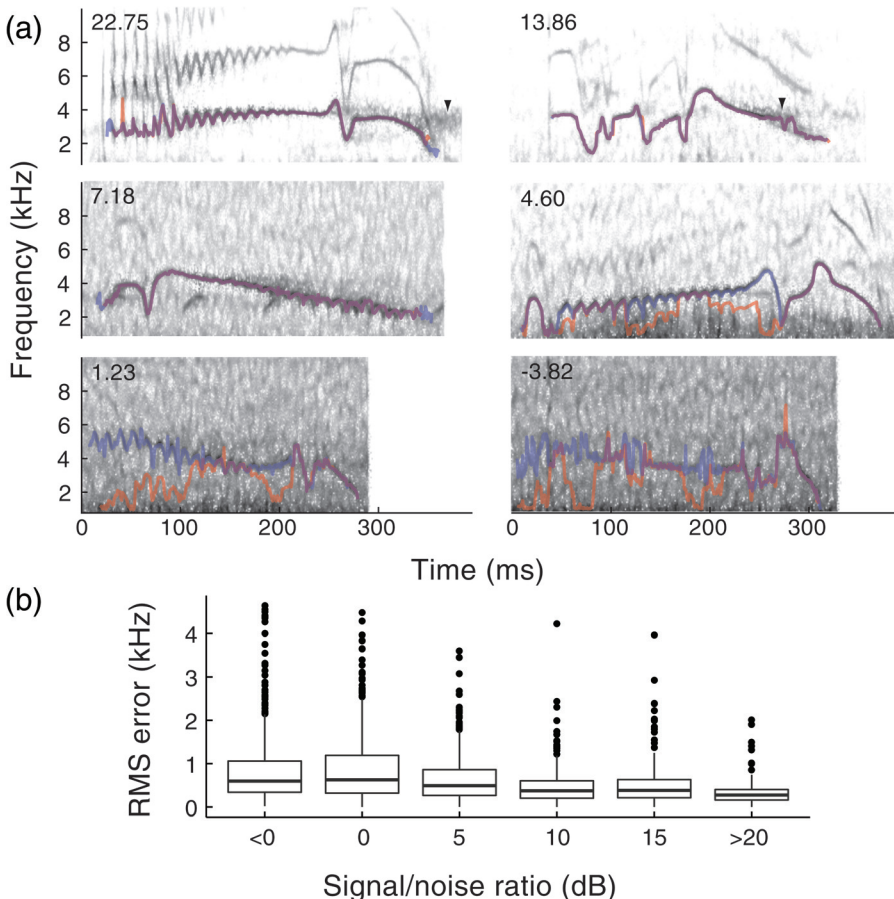 (a)
22.75
13.86
8
6
4
2
7.18
4.60
8
6
4
2
1.23
-3.82
8
6
4
2
Frequency (kHz)
0 100 200 300
0 100 200 300
Time (ms)
(b)
RMS error (kHz)
4
3
2
1
0
<0 0 5 10 15 >20
Signal/noise ratio (dB)